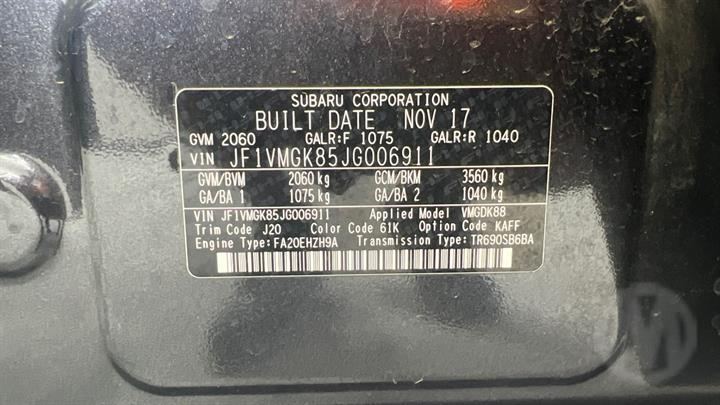 SUBARU CORPORATION
BUILT DATE NOV 17
GVM 2060 GALR:F 1075 GALR:R 1040
VIN JF1VMGK85JG006911
GVM/BVM 2060 kg GCM/BKM 3560 kg
GA/BA 1 1075 kg GA/BA 2 1040 kg
VIN JF1VMGK85JG006911 Applied Model VMGDK88
Trim Code J20 Color Code 61K Option Code KAFF
Engine Type: FA20EHZH9A Transmission Type: TR690SB6BA